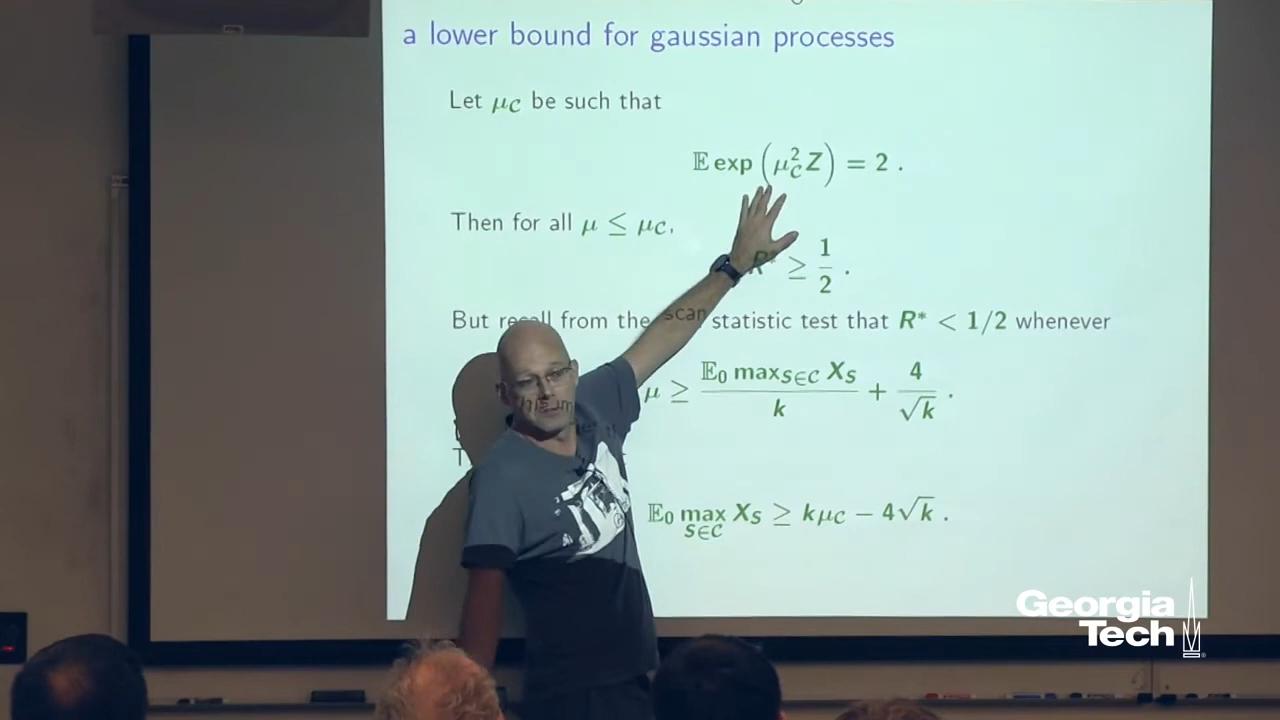 a lower bound for gaussian processes
Let μ_C be such that
𝔼 exp (μ_C² Z) = 2 .
Then for all μ ≤ μ_C,
R* ≥ 1/2 .
But recall from the scan statistic test that R* < 1/2 whenever
μ ≥ 𝔼₀ max_{S∈C} X_S / k + 4/√k .
𝔼₀ max_{S∈C} X_S ≥ kμ_C − 4√k .
Georgia
Tech